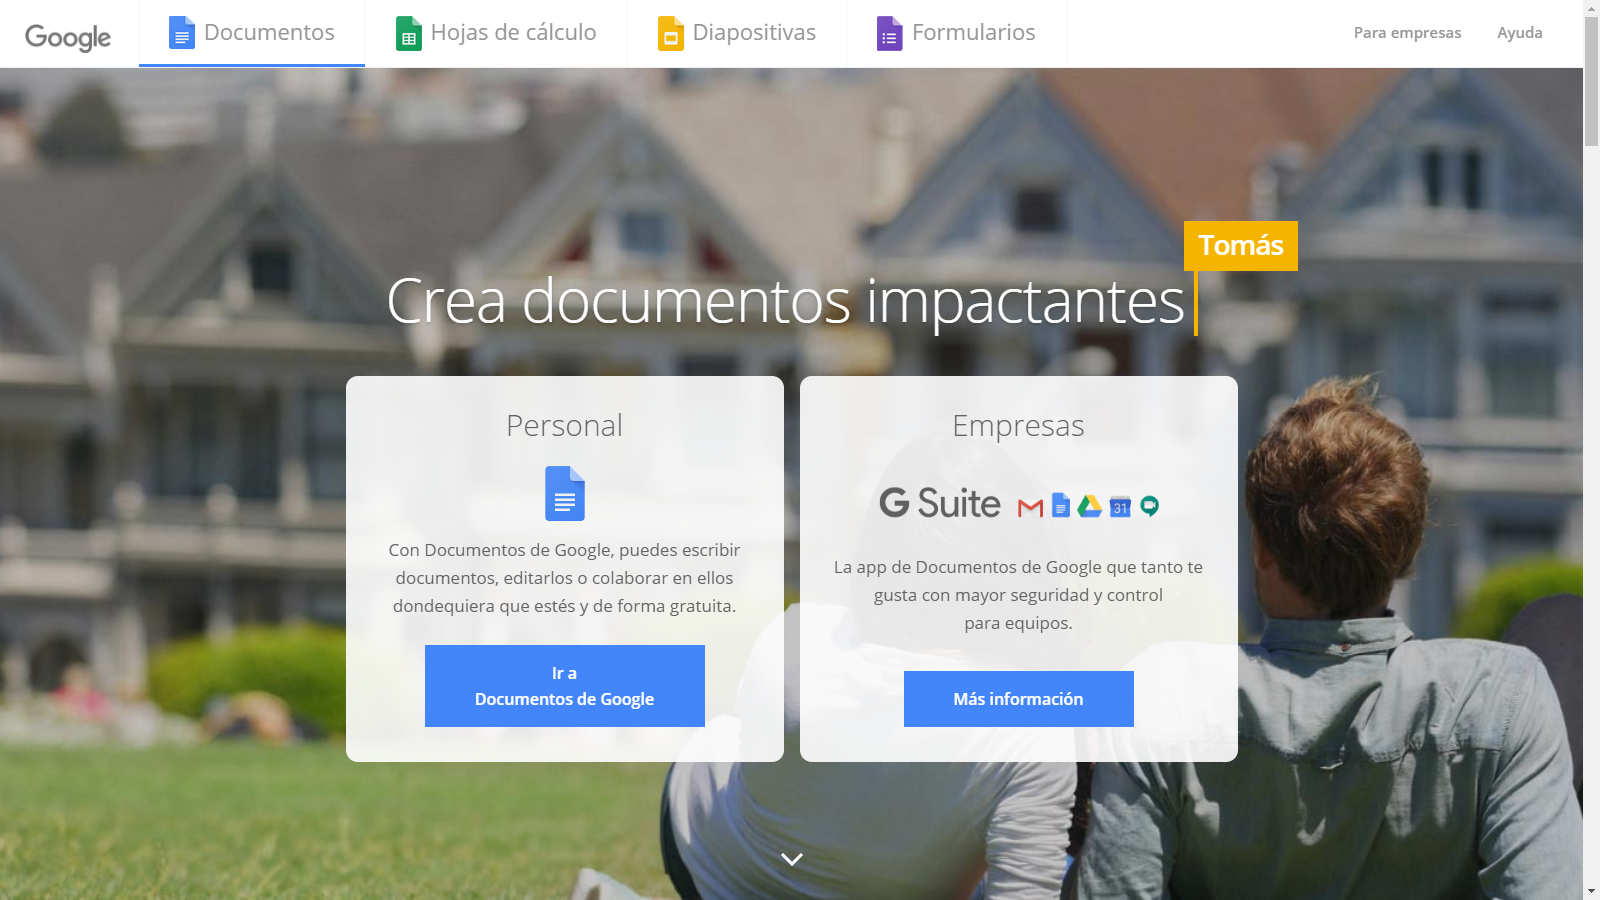 Google
Documentos
Hojas de cálculo
Diapositivas
Formularios
Para empresas
Ayuda
Tomás
Crea documentos impactantes
Personal
Con Documentos de Google, puedes escribir
documentos, editarlos o colaborar en ellos
dondequiera que estés y de forma gratuita.
Ir a
Documentos de Google
Empresas
G Suite
31
La app de Documentos de Google que tanto te
gusta con mayor seguridad y control
para equipos.
Más información